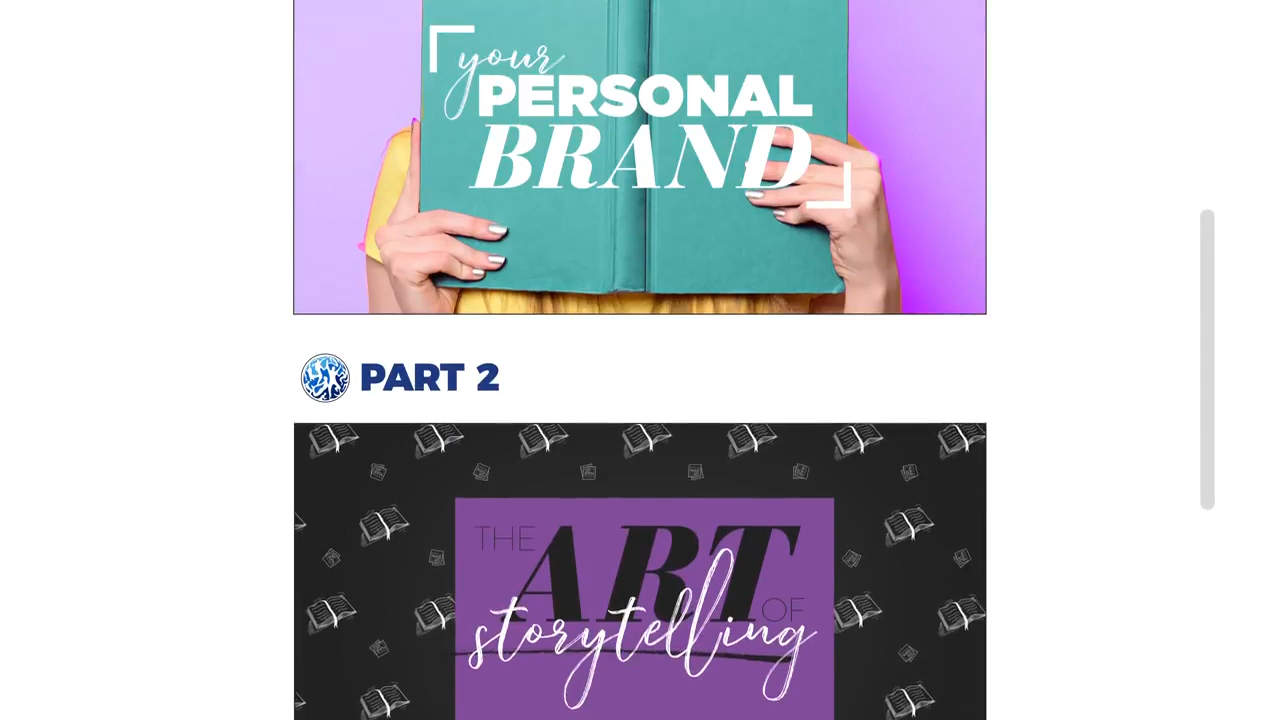 your
PERSONAL
BRAND
PART 2
THE ART OF
storytelling